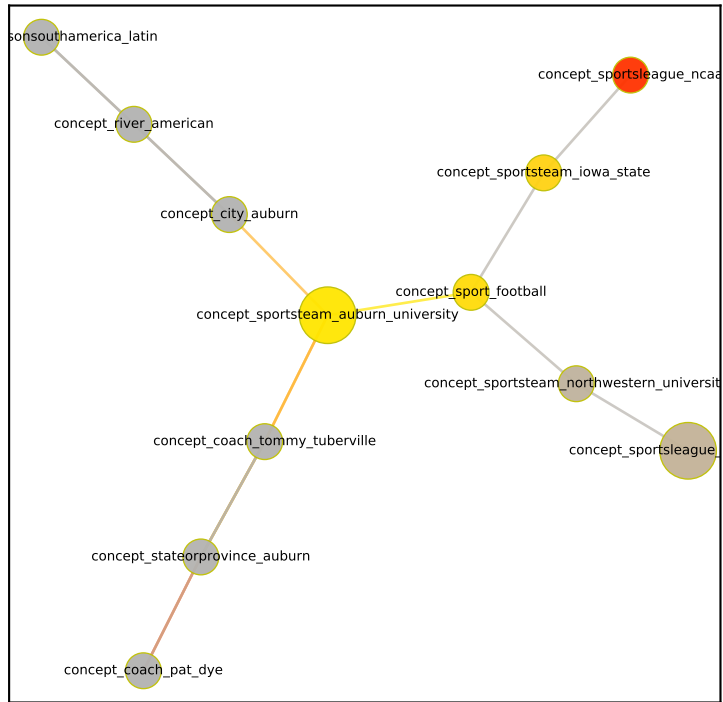 sonsouthamerica_latin
concept_sportsleague_ncaa
concept_river_american
concept_sportsteam_iowa_state
concept_city_auburn
concept_sport_football
concept_sportsteam_auburn_university
concept_sportsteam_northwestern_universit
concept_coach_tommy_tuberville
concept_sportsleague_
concept_stateorprovince_auburn
concept_coach_pat_dye